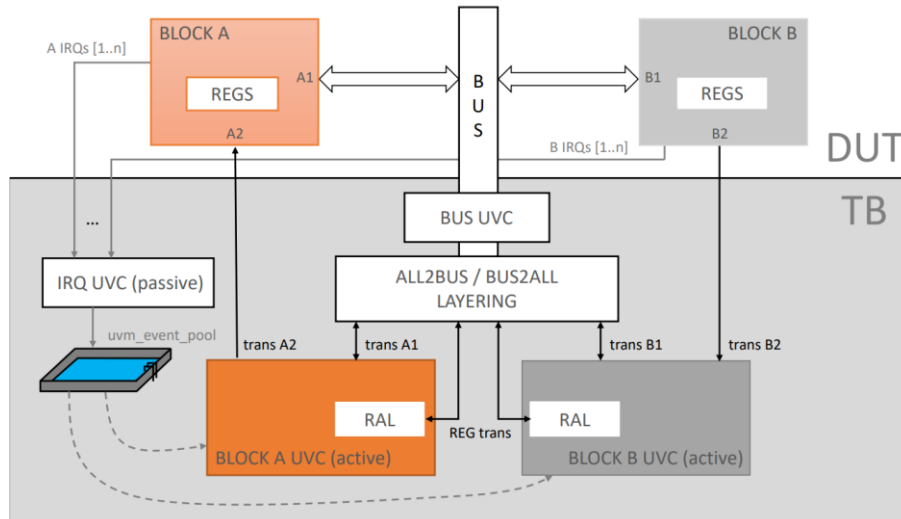 BLOCK A
BLOCK B
A IRQs [1..n]
A1
B
U
S
B1
REGS
REGS
A2
B2
B IRQs [1..n]
DUT
TB
...
BUS UVC
IRQ UVC (passive)
ALL2BUS / BUS2ALL
LAYERING
uvm_event_pool
trans A2
trans A1
trans B1
trans B2
RAL
REG trans
RAL
BLOCK A UVC (active)
BLOCK B UVC (active)